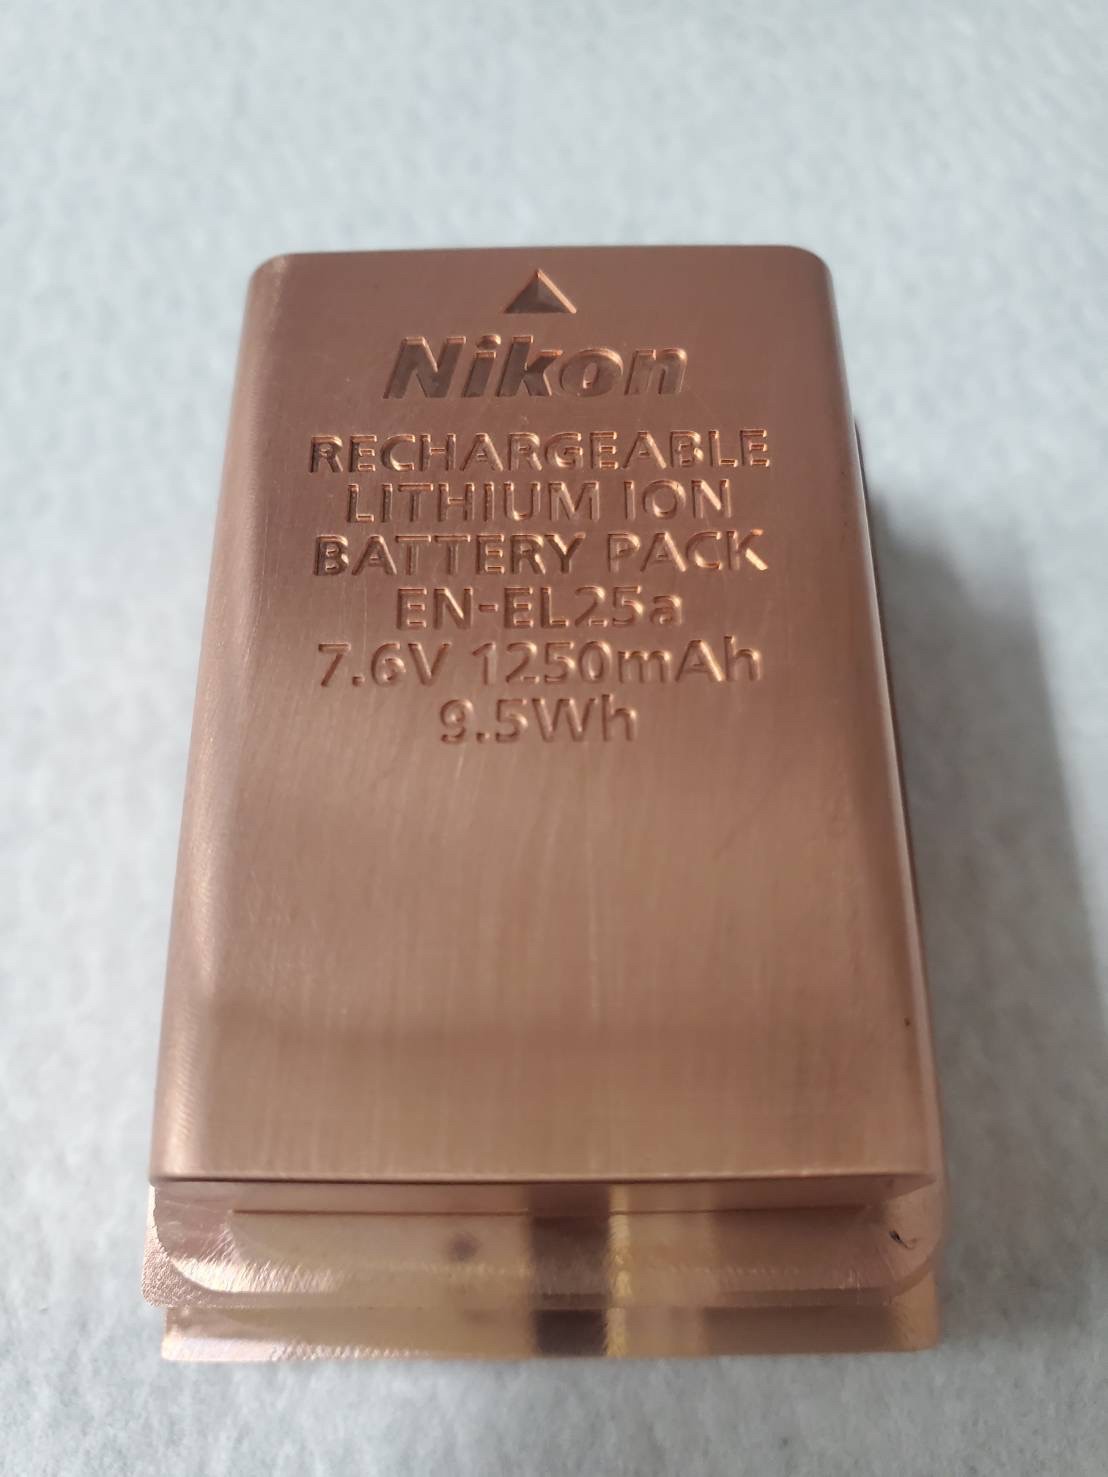 Nikon
RECHARGEABLE
LITHIUM ION
BATTERY PACK
EN-EL25a
7.6V 1250mAh
9.5Wh